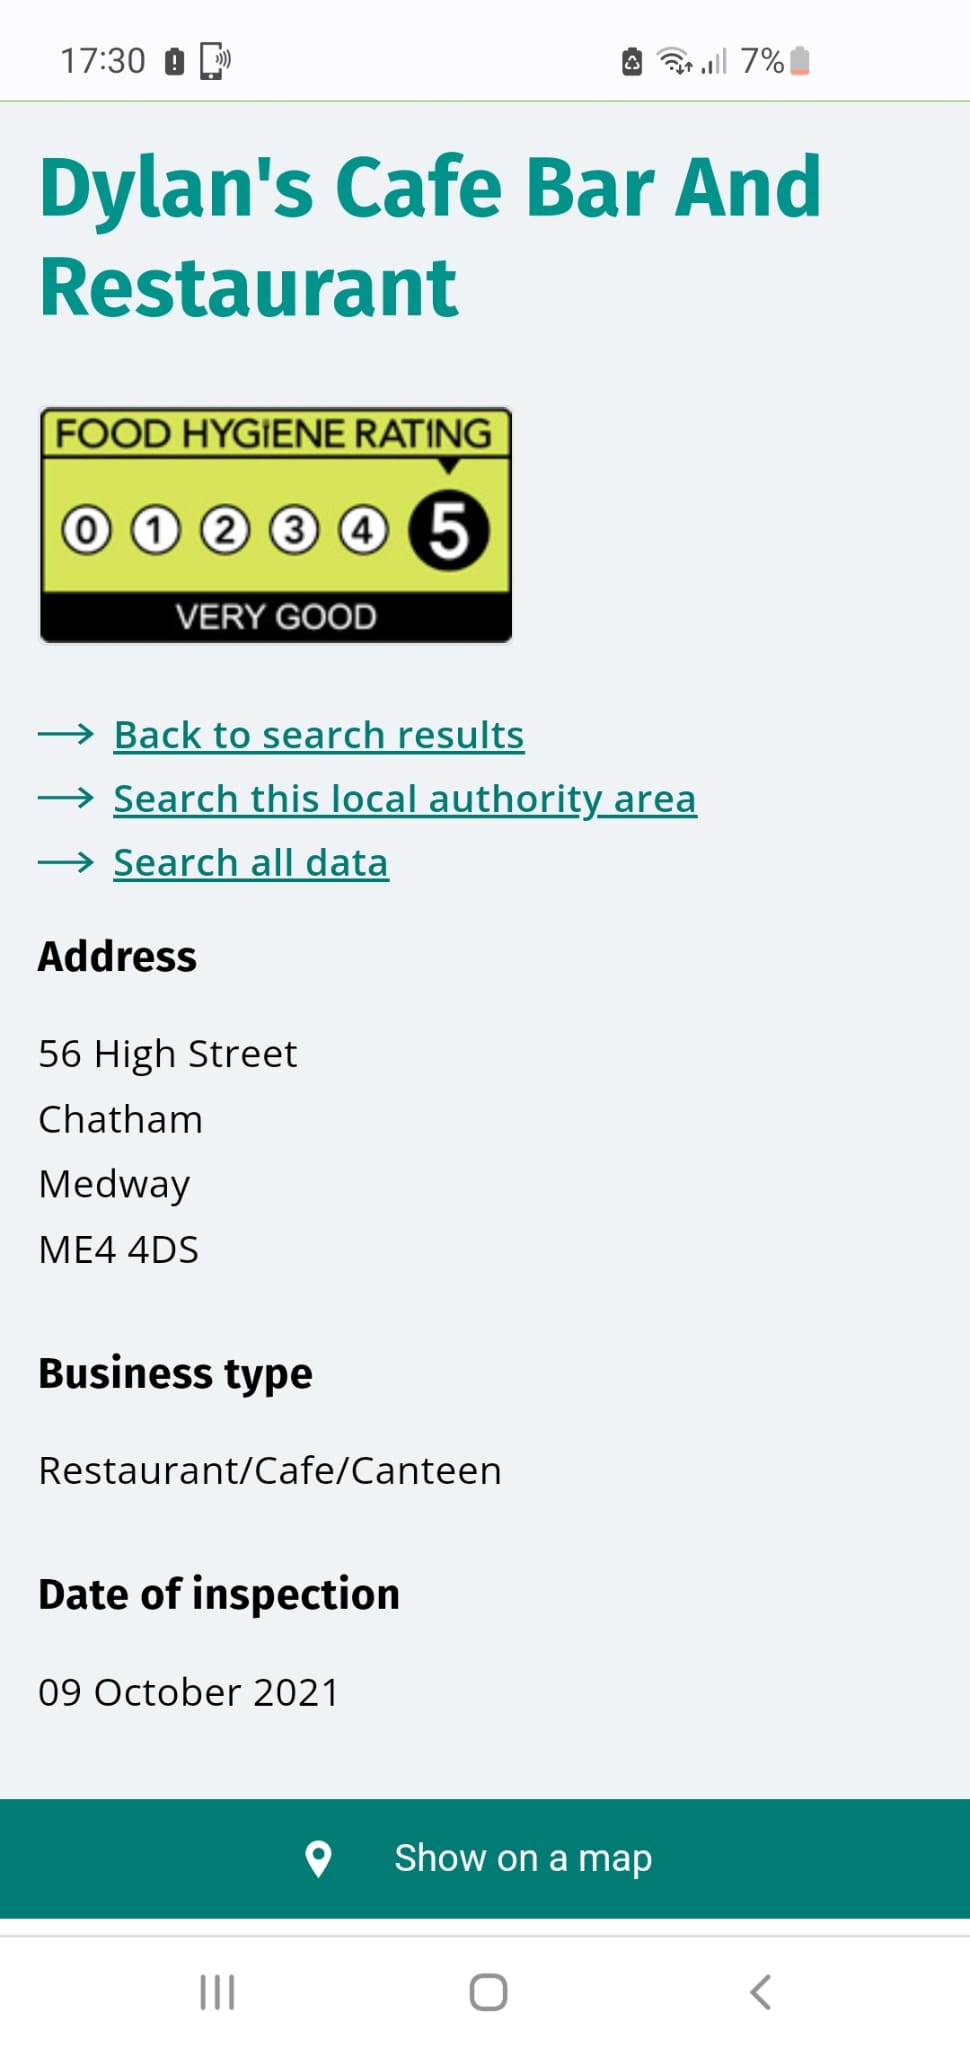 17:30 7%
Dylan's Cafe Bar And
Restaurant
FOOD HYGIENE RATING
0 1 2 3 4 5
VERY GOOD
Back to search results
Search this local authority area
Search all data
Address
56 High Street
Chatham
Medway
ME4 4DS
Business type
Restaurant/Cafe/Canteen
Date of inspection
09 October 2021
Show on a map